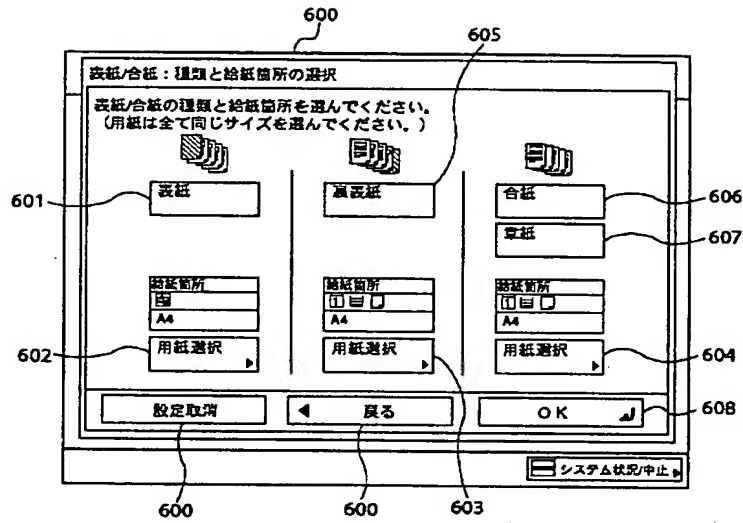 600
605
表紙/合紙：種類と給紙箇所の選択
表紙/合紙の種類と給紙箇所を選んでください。
（用紙は全て同じサイズを選んでください。）
601
表紙
裏表紙
合紙
606
章紙
607
給紙箇所
給紙箇所
1
給紙箇所
1
A4
A4
A4
602
用紙選択
用紙選択
用紙選択
604
設定取消
戻る
OK
608
システム状況/中止
600
600
603